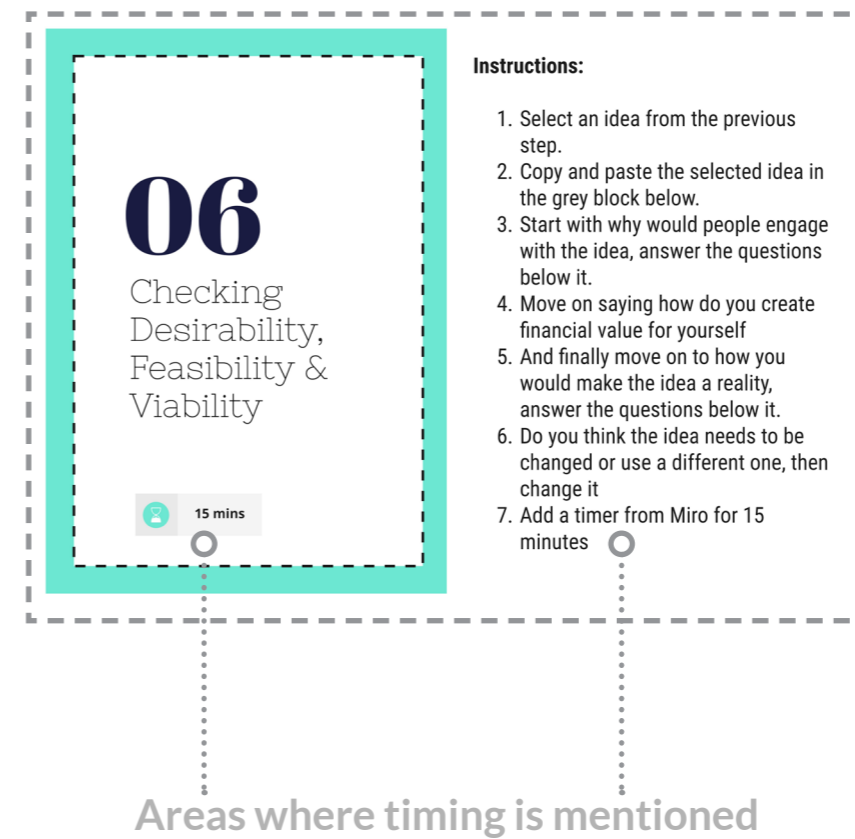 06
Checking
Desirability,
Feasibility &
Viability
15 mins
Instructions:
1. Select an idea from the previous
step.
2. Copy and paste the selected idea in
the grey block below.
3. Start with why would people engage
with the idea, answer the questions
below it.
4. Move on saying how do you create
financial value for yourself
5. And finally move on to how you
would make the idea a reality,
answer the questions below it.
6. Do you think the idea needs to be
changed or use a different one, then
change it
7. Add a timer from Miro for 15
minutes
Areas where timing is mentioned